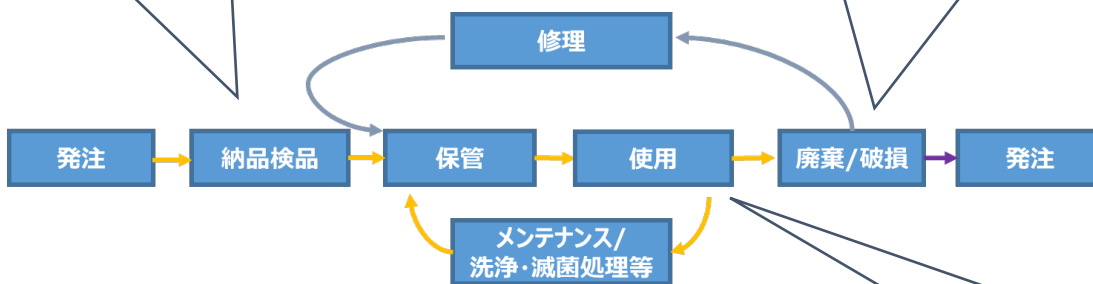 修理
発注
納品検品
保管
使用
廃棄/破損
発注
メンテナンス/
洗浄・滅菌処理等